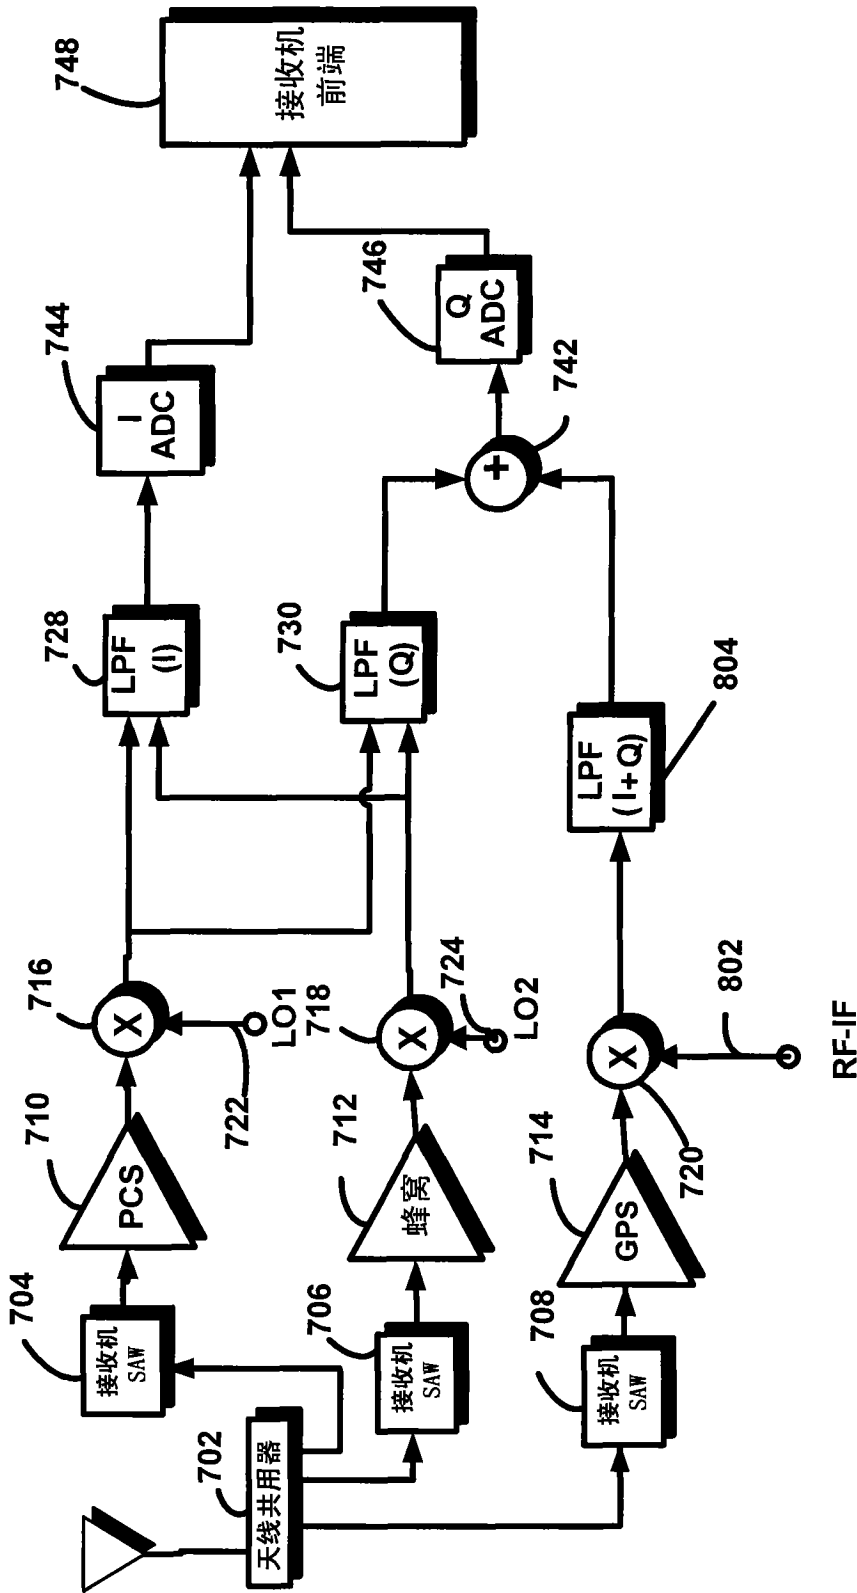 天线共用器
702
接收机
SAW
704
PCS
710
X
716
722
LO1
LPF
(I)
728
I
ADC
744
接收机
前端
748
接收机
SAW
706
蜂窝
712
X
718
724
LO2
LPF
(Q)
730
+
742
Q
ADC
746
接收机
SAW
708
GPS
714
X
720
802
RF-IF
LPF
(I+Q)
804